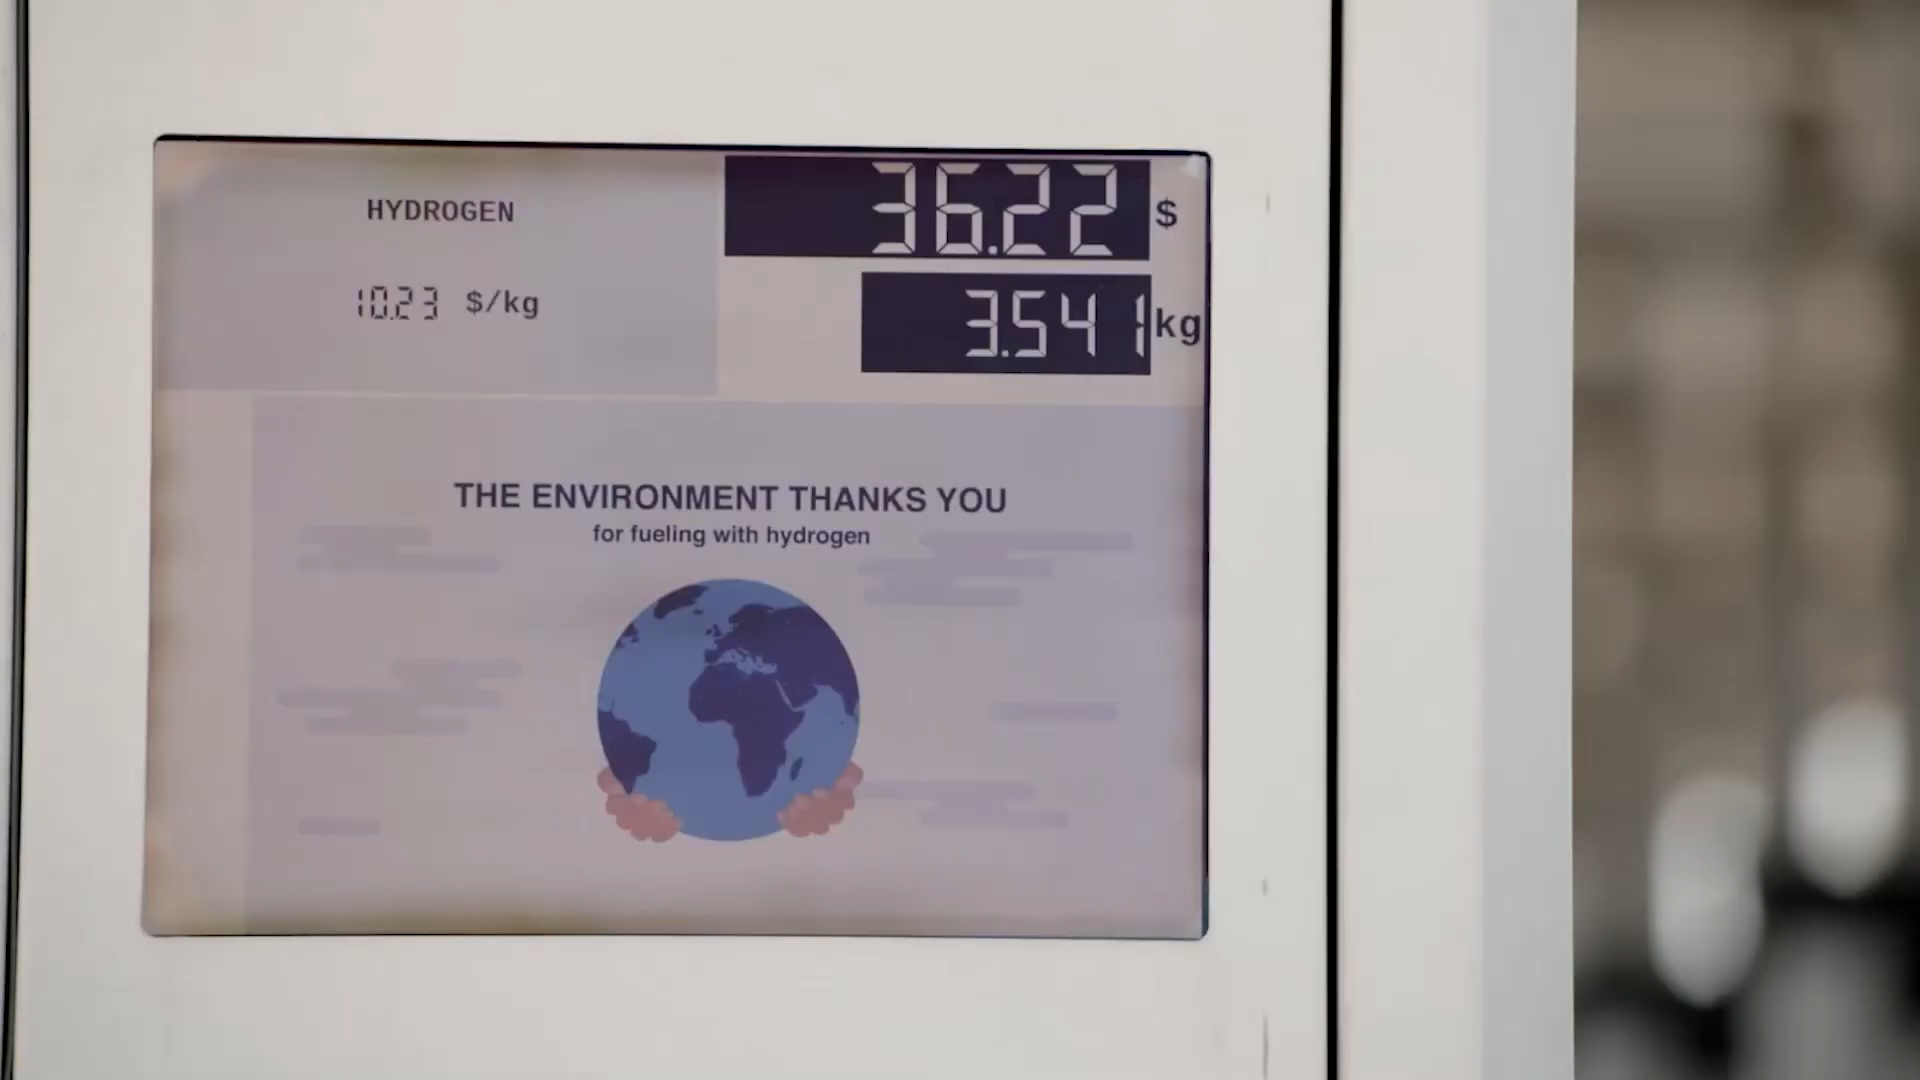 HYDROGEN
10.23 $/kg
36.22 $
3.541 kg
THE ENVIRONMENT THANKS YOU
for fueling with hydrogen